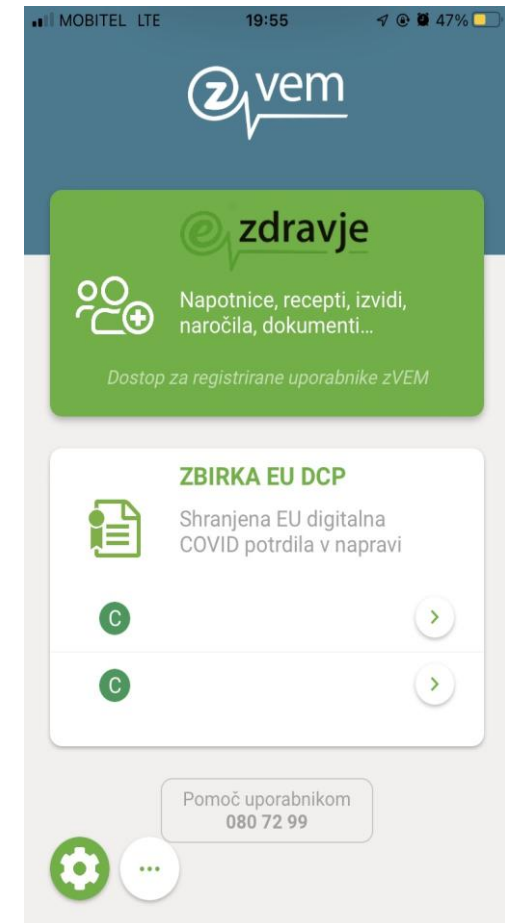 MOBITEL LTE 19:55 47%
zvem
e zdravje
Napotnice, recepti, izvidi,
naročila, dokumenti...
Dostop za registrirane uporabnike zVEM
ZBIRKA EU DCP
Shranjena EU digitalna
COVID potrdila v napravi
C
C
Pomoč uporabnikom
080 72 99